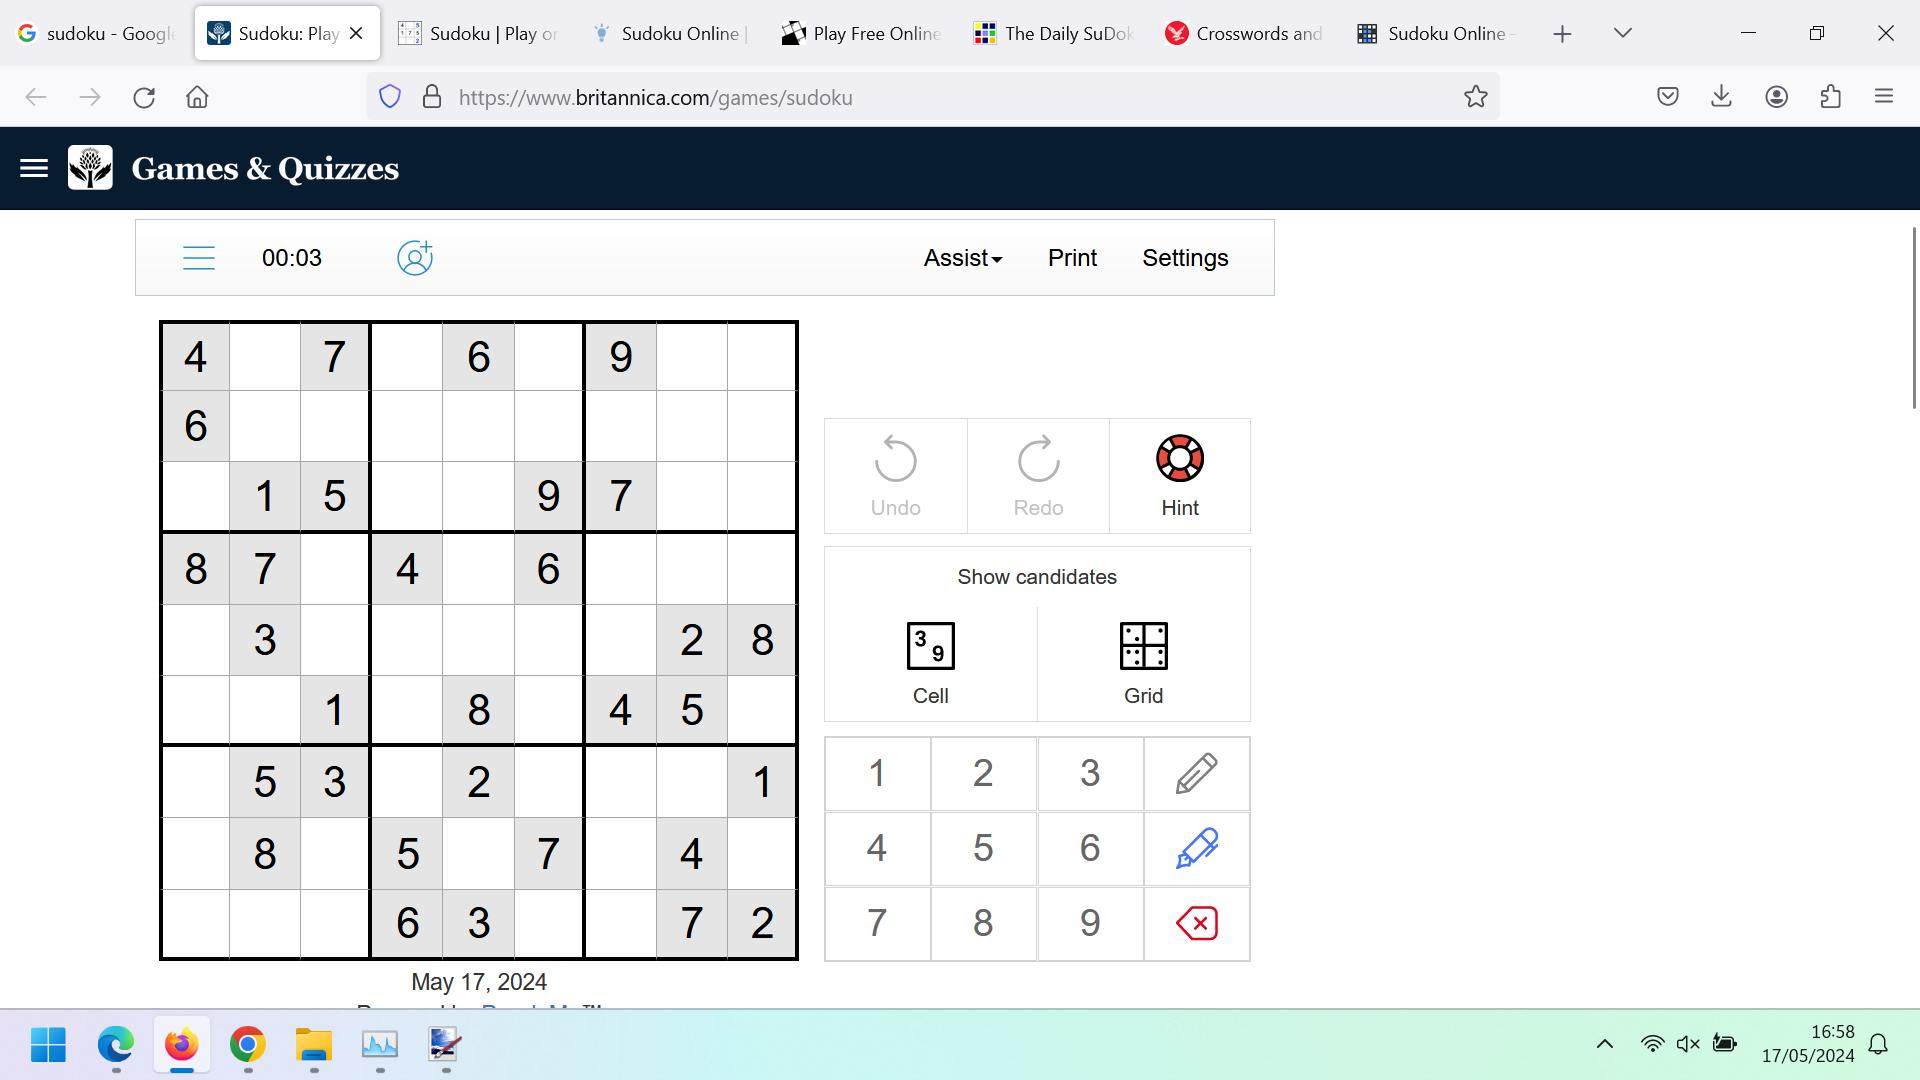 sudoku - Google
Sudoku: Play
Sudoku | Play or
Sudoku Online |
Play Free Online
The Daily SuDok
Crosswords and
Sudoku Online -
https://www.britannica.com/games/sudoku
Games & Quizzes
00:03
Assist
Print
Settings
4 7 6 9
6
1 5 9 7
8 7 4 6
3 2 8
1 8 4 5
5 3 2 1
8 5 7 4
6 3 7 2
May 17, 2024
Undo
Redo
Hint
Show candidates
3 9
Cell
Grid
1 2 3
4 5 6
7 8 9
16:58
17/05/2024